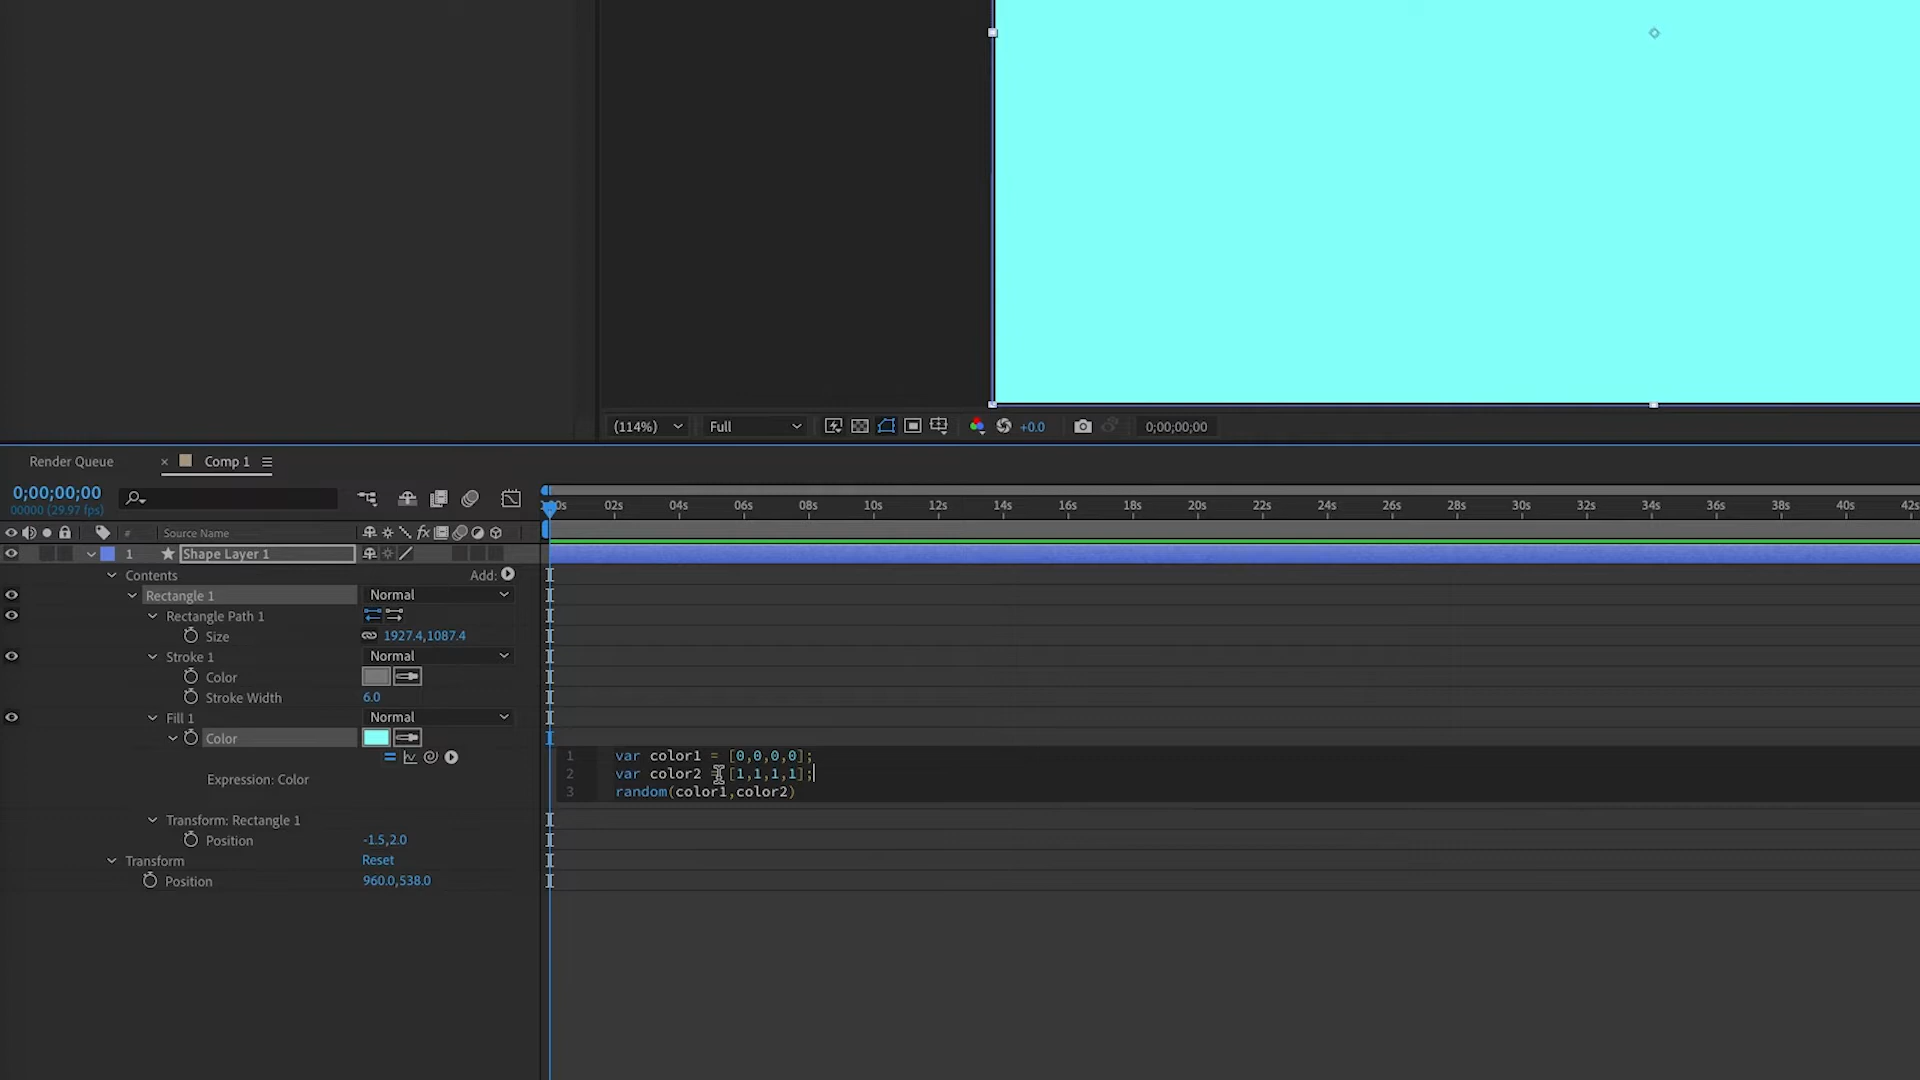 (114%) Full +0.0 0;00;00;00
Render Queue × Comp 1
0;00;00;00
00000 (29.97 fps)
02s 04s 06s 08s 10s 12s 14s 16s 18s 20s 22s 24s 26s 28s 30s 32s 34s 36s 38s 40s 42s
# Source Name fx
1 Shape Layer 1
Contents Add:
Rectangle 1 Normal
Rectangle Path 1
Size 1927.4,1087.4
Stroke 1 Normal
Color
Stroke Width 6.0
Fill 1 Normal
Color
1 var color1 = [0,0,0,0];
2 var color2 = [1,1,1,1];
Expression: Color
3 random(color1,color2)
Transform: Rectangle 1
Position -1.5,2.0
Transform Reset
Position 960.0,538.0